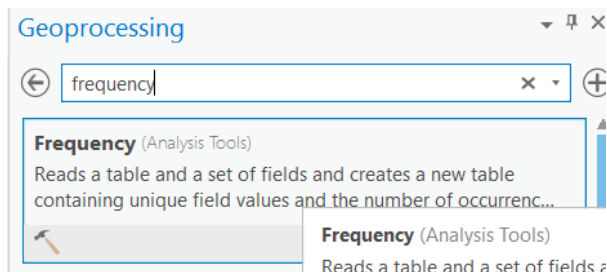 Geoprocessing
frequency
Frequency (Analysis Tools)
Reads a table and a set of fields and creates a new table
containing unique field values and the number of occurrenc...
Frequency (Analysis Tools)
Reads a table and a set of fields a